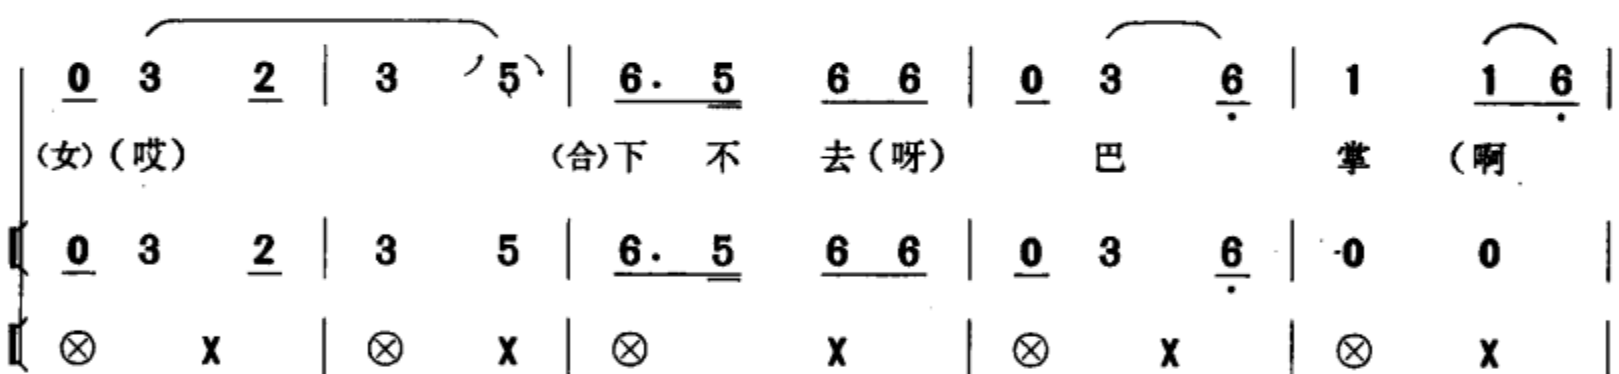 0 3 2 | 3 5 | 6. 5 6 6 | 0 3 6̣ | 1 1 6̣ |
(女)(哎) (合)下 不 去(呀) 巴 掌 (啊
0 3 2 | 3 5 | 6. 5 6 6 | 0 3 6̣ | 0 0 |
⊗ X | ⊗ X | ⊗ X | ⊗ X | ⊗ X |